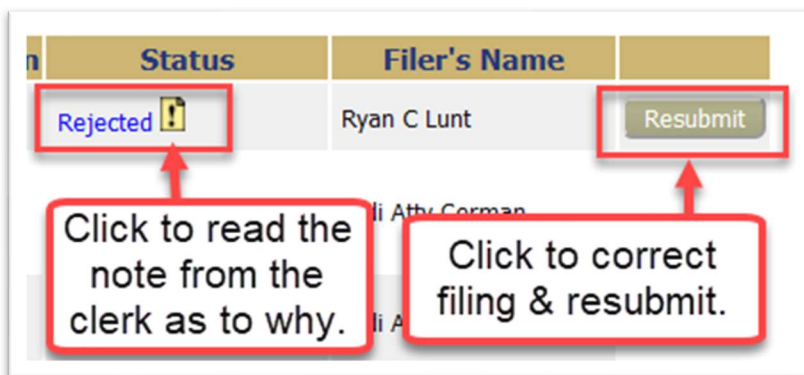 n Status Filer's Name
Rejected Ryan C Lunt Resubmit
Click to read the
note from the
clerk as to why.
Click to correct
filing & resubmit.